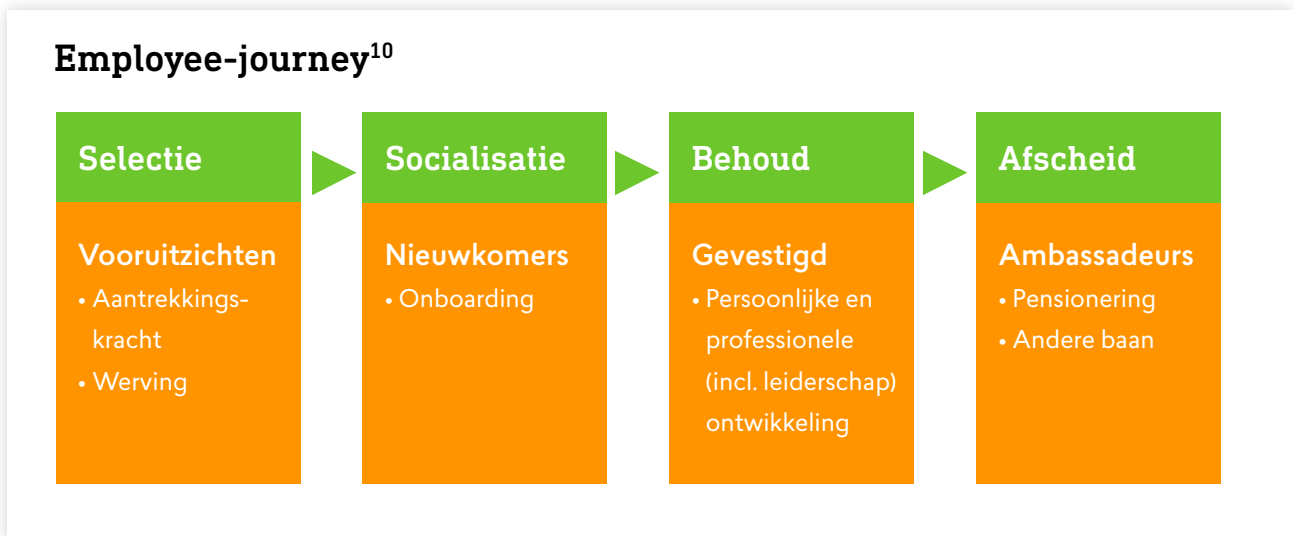 Employee-journey¹⁰
Selectie
Vooruitzichten
• Aantrekkings-
kracht
• Werving
Socialisatie
Nieuwkomers
• Onboarding
Behoud
Gevestigd
• Persoonlijke en
professionele
(incl. leiderschap)
ontwikkeling
Afscheid
Ambassadeurs
• Pensionering
• Andere baan